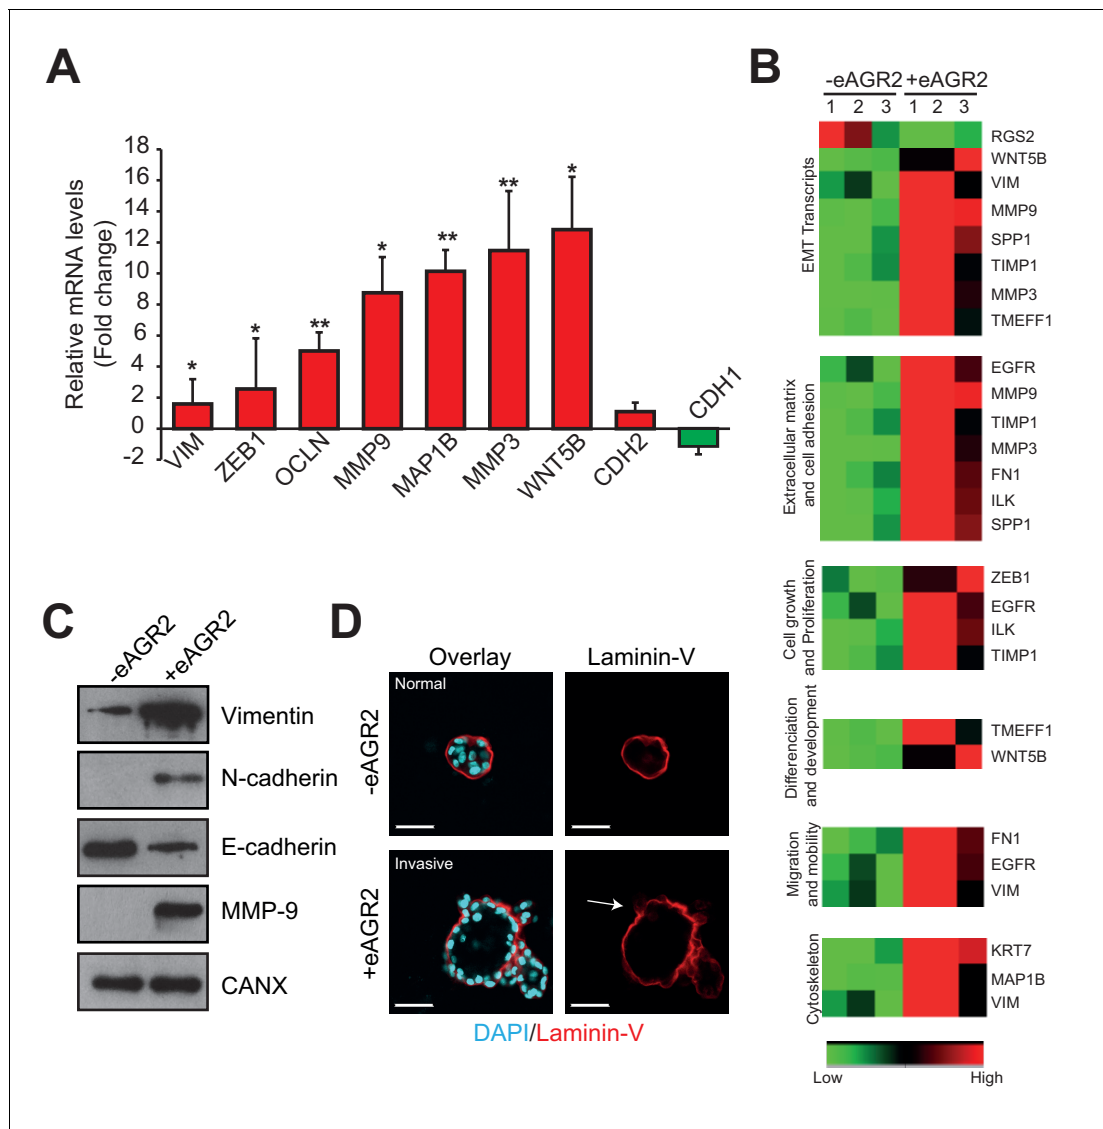 A
Relative mRNA levels
(Fold change)
18
16
14
12
10
8
6
4
2
0
-2
*
*
**
*
**
**
*
VIM
ZEB1
OCLN
MMP9
MAP1B
MMP3
WNT5B
CDH2
CDH1
B
-eAGR2 +eAGR2
1 2 3 1 2 3
EMT Transcripts
RGS2
WNT5B
VIM
MMP9
SPP1
TIMP1
MMP3
TMEFF1
Extracellular matrix
and cell adhesion
EGFR
MMP9
TIMP1
MMP3
FN1
ILK
SPP1
Cell growth
and Proliferation
ZEB1
EGFR
ILK
TIMP1
Differenciation
and development
TMEFF1
WNT5B
Migration
and mobility
FN1
EGFR
VIM
Cytoskeleton
KRT7
MAP1B
VIM
Low High
C
-eAGR2 +eAGR2
Vimentin
N-cadherin
E-cadherin
MMP-9
CANX
D
Overlay Laminin-V
-eAGR2
Normal
+eAGR2
Invasive
DAPI/Laminin-V